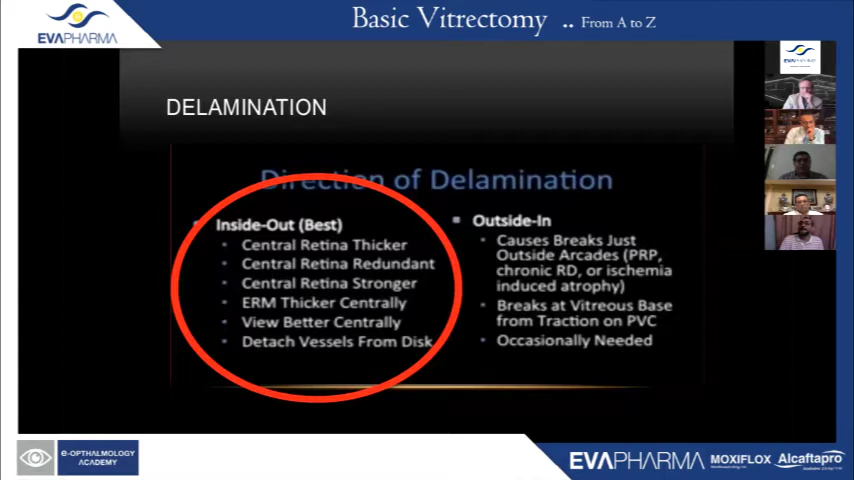 Basic Vitrectomy .. From A to Z
EVAPHARMA
DELAMINATION
Direction of Delamination
Inside-Out (Best)
Central Retina Thicker
Central Retina Redundant
Central Retina Stronger
ERM Thicker Centrally
View Better Centrally
Detach Vessels From Disk
Outside-In
Causes Breaks Just
Outside Arcades (PRP,
chronic RD, or ischemia
induced atrophy)
Breaks at Vitreous Base
from Traction on PVC
Occasionally Needed
EVAPHARMA
e-OPTHALMOLOGY
ACADEMY
EVAPHARMA MOXIFLOX Alcaftapro